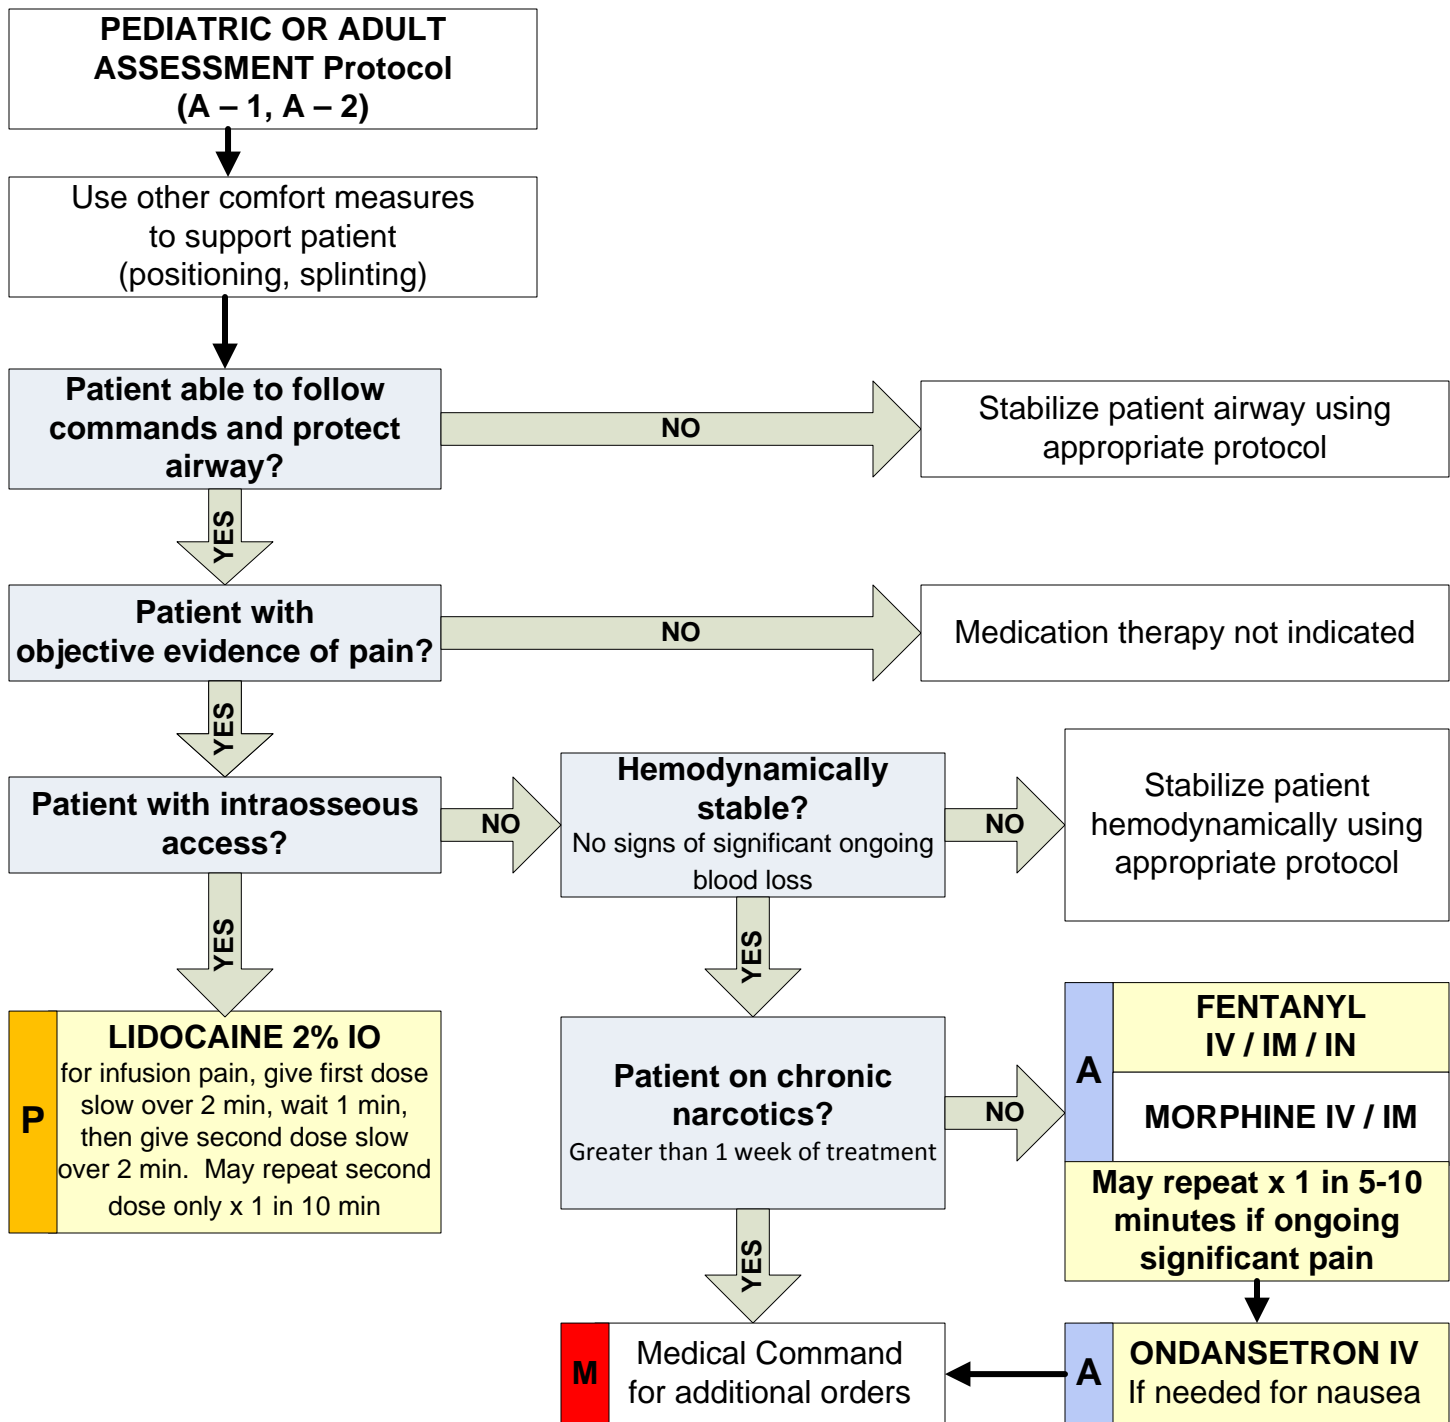 PEDIATRIC OR ADULT
ASSESSMENT Protocol
(A – 1, A – 2)
Use other comfort measures
to support patient
(positioning, splinting)
Patient able to follow
commands and protect
airway?
NO
Stabilize patient airway using
appropriate protocol
YES
Patient with
objective evidence of pain?
NO
Medication therapy not indicated
YES
Patient with intraosseous
access?
NO
Hemodynamically
stable?
No signs of significant ongoing
blood loss
NO
Stabilize patient
hemodynamically using
appropriate protocol
YES
YES
P
LIDOCAINE 2% IO
for infusion pain, give first dose
slow over 2 min, wait 1 min,
then give second dose slow
over 2 min. May repeat second
dose only x 1 in 10 min
Patient on chronic
narcotics?
Greater than 1 week of treatment
NO
A
FENTANYL
IV / IM / IN
MORPHINE IV / IM
May repeat x 1 in 5-10
minutes if ongoing
significant pain
YES
M
Medical Command
for additional orders
A
ONDANSETRON IV
If needed for nausea